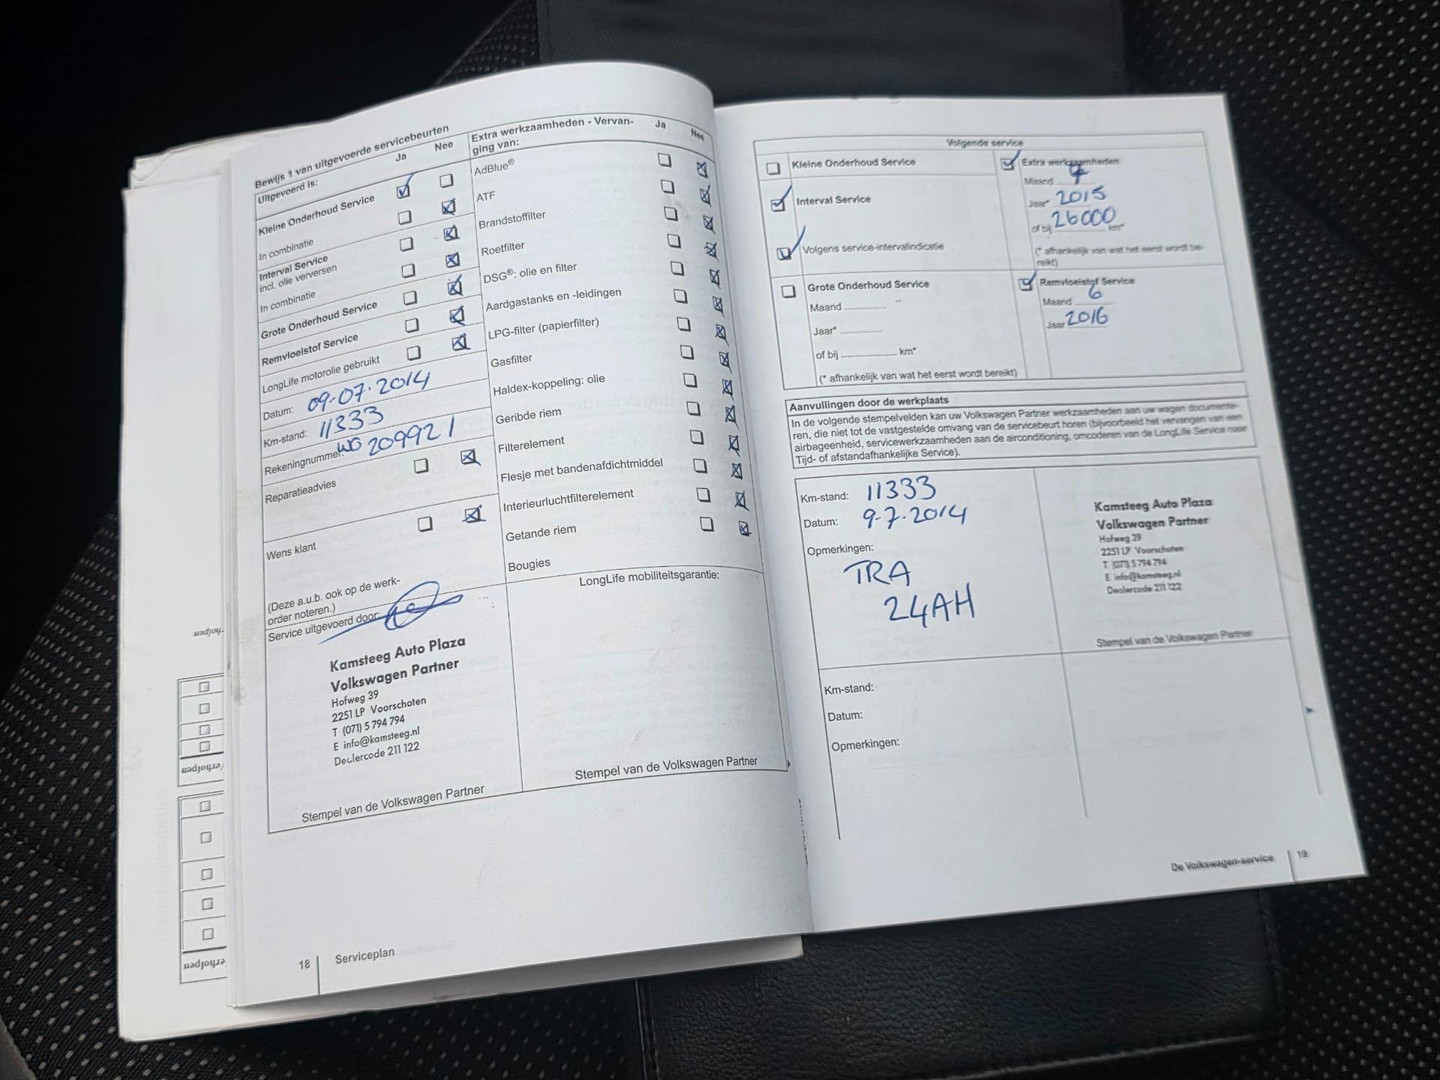 Bewijs 1 van uitgevoerde servicebeurten
Uitgevoerd is:
Ja
Nee
Kleine Onderhoud Service
In combinatie
Interval Service
incl. olie verversen
In combinatie
Grote Onderhoud Service
Remvloeistof Service
LongLife motorolie gebruikt
Datum: 09-07-2014
Km-stand: 11333
Rekeningnummer: WG 209921
Reparatieadvies
Wens klant
(Deze a.u.b. ook op de werk-
order noteren.)
Service uitgevoerd door
Kamsteeg Auto Plaza
Volkswagen Partner
Hofweg 39
2251 LP Voorschoten
T (071) 5 794 794
E info@kamsteeg.nl
Declercode 211 122
Stempel van de Volkswagen Partner
Extra werkzaamheden - Vervan-
ging van:
Ja
Nee
AdBlue®
ATF
Brandstoffilter
Roetfilter
DSG®: olie en filter
Aardgastanks en -leidingen
LPG-filter (papierfilter)
Gasfilter
Haldex-koppeling: olie
Geribde riem
Filterelement
Flesje met bandenafdichtmiddel
Interieurluchtfilterelement
Getande riem
Bougies
LongLife mobiliteitsgarantie:
Stempel van de Volkswagen Partner
18
Serviceplan
Volgende service
Kleine Onderhoud Service
Interval Service
Volgens service-intervalindicatie
Grote Onderhoud Service
Maand
Jaar*
of bij km*
(* afhankelijk van wat het eerst wordt bereikt)
Extra werkzaamheden
Maand 7
Jaar* 2015
of bij 26000 km*
(* afhankelijk van wat het eerst wordt be-
reikt)
Remvloeistof Service
Maand 6
Jaar 2016
Aanvullingen door de werkplaats
In de volgende stempelvelden kan uw Volkswagen Partner werkzaamheden aan uw wagen documente-
ren, die niet tot de vastgestelde omvang van de servicebeurt horen (bijvoorbeeld het vervangen van een
airbageenheid, servicewerkzaamheden aan de airconditioning, omcoderen van de LongLife Service naar
Tijd- of afstandafhankelijke Service).
Km-stand: 11333
Datum: 9-7-2014
Opmerkingen:
TRA
24AH
Kamsteeg Auto Plaza
Volkswagen Partner
Hofweg 39
2251 LP Voorschoten
T (071) 5 794 794
E info@kamsteeg.nl
Declercode 211 122
Stempel van de Volkswagen Partner
Km-stand:
Datum:
Opmerkingen:
De Volkswagen-service
19